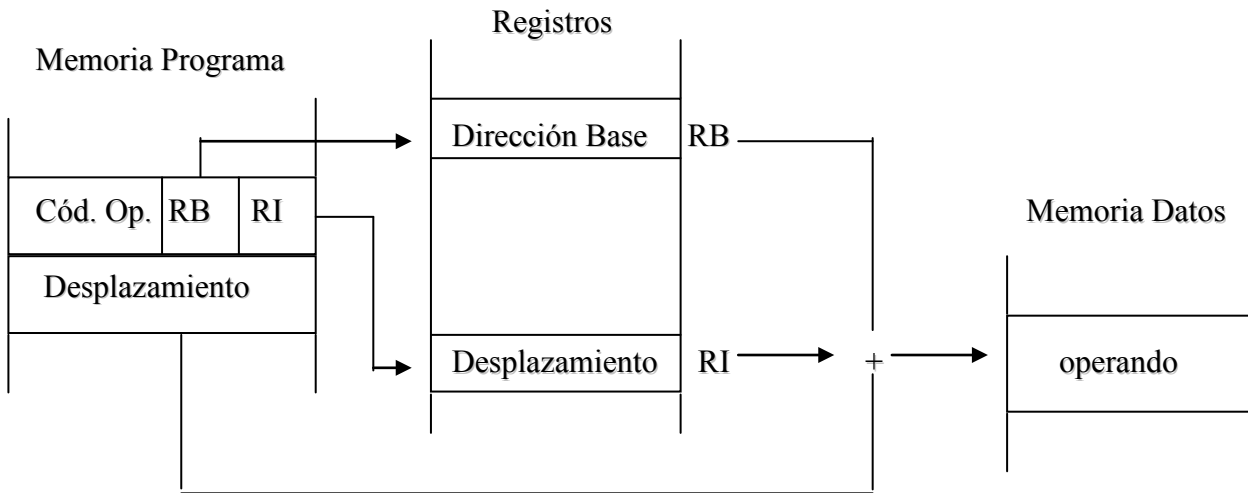 Registros
Memoria Programa
Dirección Base RB
Cód. Op. RB RI
Memoria Datos
Desplazamiento
Desplazamiento RI + operando